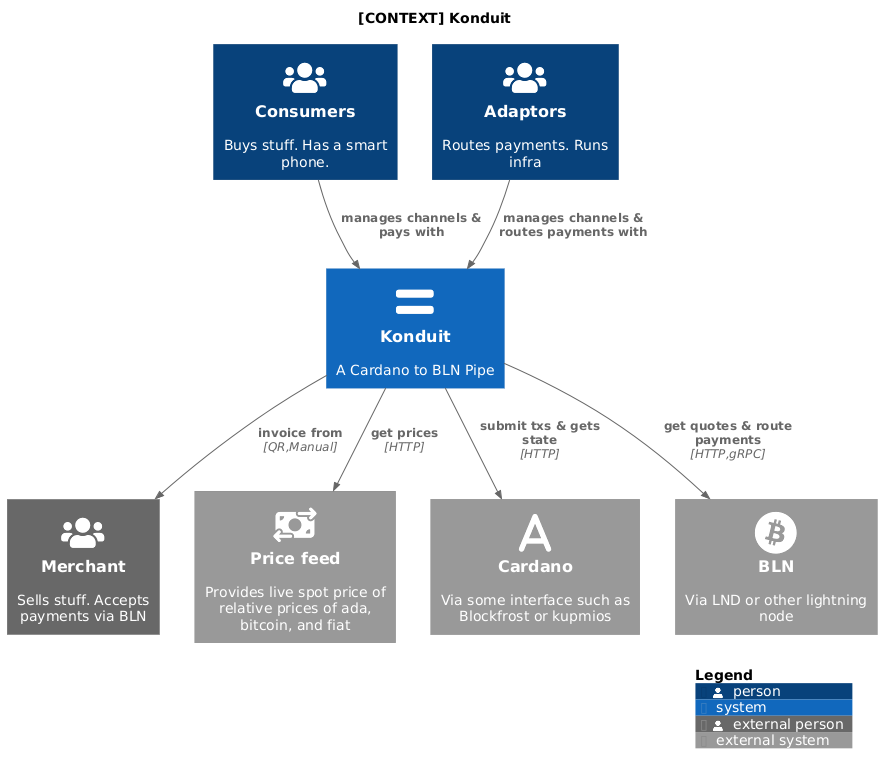 [CONTEXT] Konduit
Consumers
Buys stuff. Has a smart
phone.
Adaptors
Routes payments. Runs
infra
manages channels &
pays with
manages channels &
routes payments with
Konduit
A Cardano to BLN Pipe
invoice from
[QR,Manual]
get prices
[HTTP]
submit txs & gets
state
[HTTP]
get quotes & route
payments
[HTTP,gRPC]
Merchant
Sells stuff. Accepts
payments via BLN
Price feed
Provides live spot price of
relative prices of ada,
bitcoin, and fiat
Cardano
Via some interface such as
Blockfrost or kupmios
BLN
Via LND or other lightning
node
Legend
person
system
external person
external system